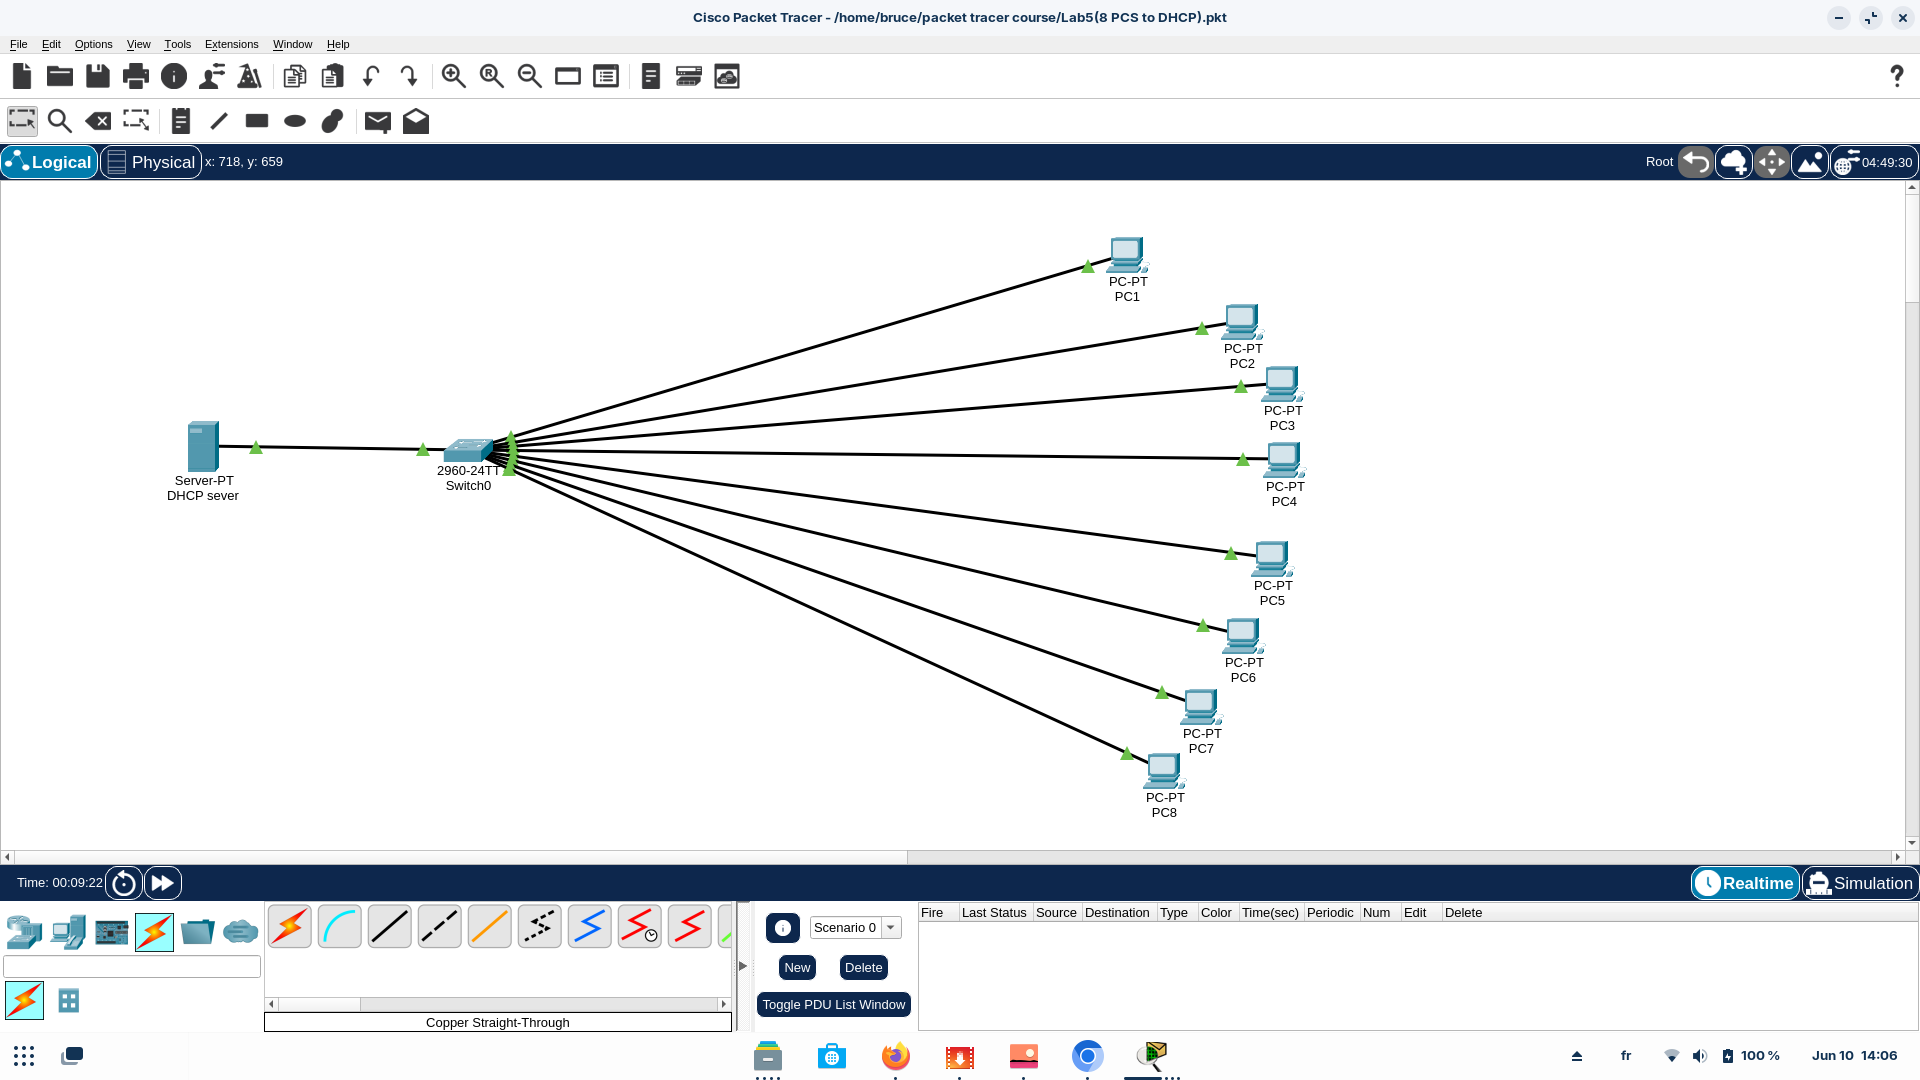 Cisco Packet Tracer - /home/bruce/packet tracer course/Lab5(8 PCS to DHCP).pkt
File Edit Options View Tools Extensions Window Help
Logical Physical x: 718, y: 659 Root 04:49:30
PC-PT
PC1
PC-PT
PC2
PC-PT
PC3
Server-PT
DHCP sever
2960-24TT
Switch0
PC-PT
PC4
PC-PT
PC5
PC-PT
PC6
PC-PT
PC7
PC-PT
PC8
Time: 00:09:22 Realtime Simulation
Fire Last Status Source Destination Type Color Time(sec) Periodic Num Edit Delete
Scenario 0
New Delete
Toggle PDU List Window
Copper Straight-Through
fr 100 % Jun 10 14:06